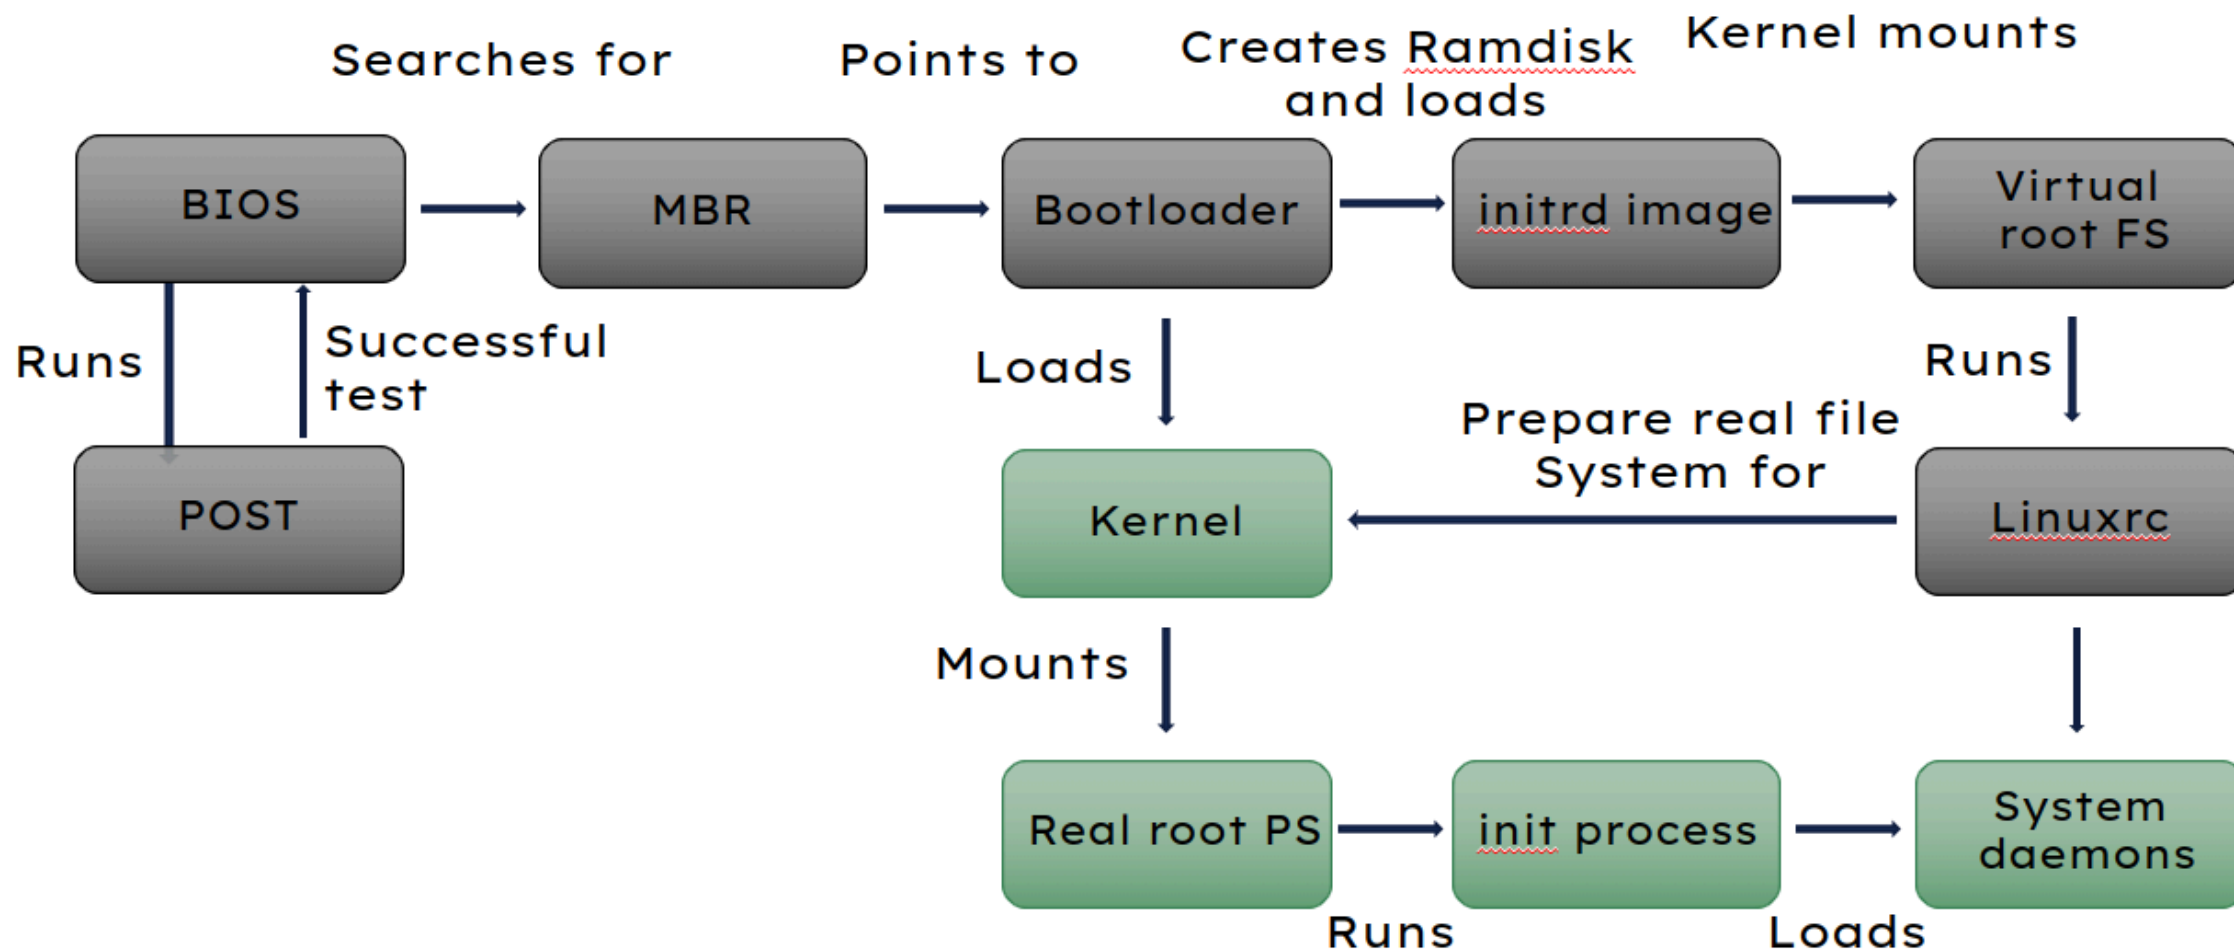 Searches for
Points to
Creates Ramdisk
and loads
Kernel mounts
BIOS
MBR
Bootloader
initrd image
Virtual
root FS
Runs
Successful
test
Loads
Runs
Prepare real file
System for
POST
Kernel
Linuxrc
Mounts
Real root PS
init process
System
daemons
Runs
Loads